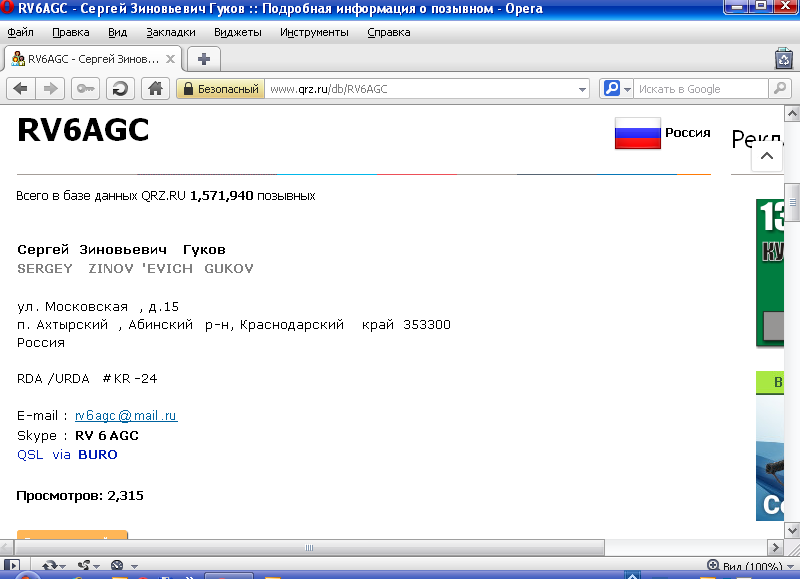 RV6AGC - Сергей Зиновьевич Гуков :: Подробная информация о позывном - Opera
Файл Правка Вид Закладки Виджеты Инструменты Справка
RV6AGC - Сергей Зинов...
Безопасный www.qrz.ru/db/RV6AGC Искать в Google
RV6AGC
Россия
Всего в базе данных QRZ.RU 1,571,940 позывных
Сергей Зиновьевич Гуков
SERGEY ZINOV 'EVICH GUKOV
ул. Московская , д.15
п. Ахтырский , Абинский р-н, Краснодарский край 353300
Россия
RDA /URDA # KR -24
E-mail : rv6agc@mail.ru
Skype : RV 6 AGC
QSL via BURO
Просмотров: 2,315
13
В
Вид (100%)